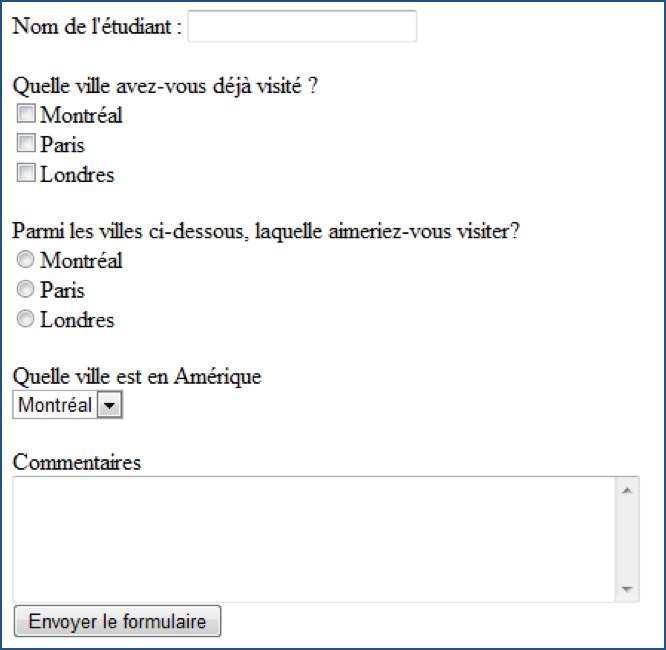 Nom de l'étudiant :
Quelle ville avez-vous déjà visité ?
Montréal
Paris
Londres
Parmi les villes ci-dessous, laquelle aimeriez-vous visiter?
Montréal
Paris
Londres
Quelle ville est en Amérique
Montréal
Commentaires
Envoyer le formulaire